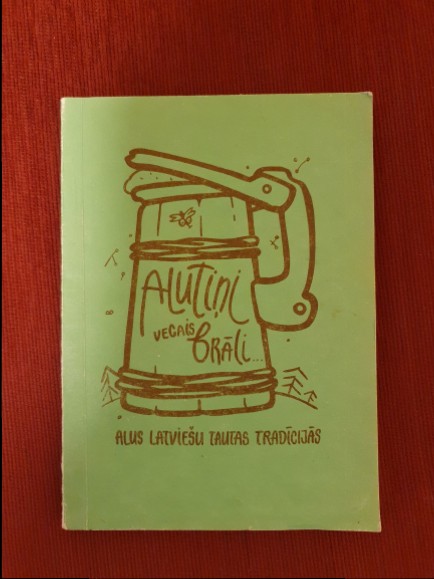 ALUTIŅI
VECAIS
BRĀLI...
ALUS LATVIEŠU TAUTAS TRADĪCIJĀS